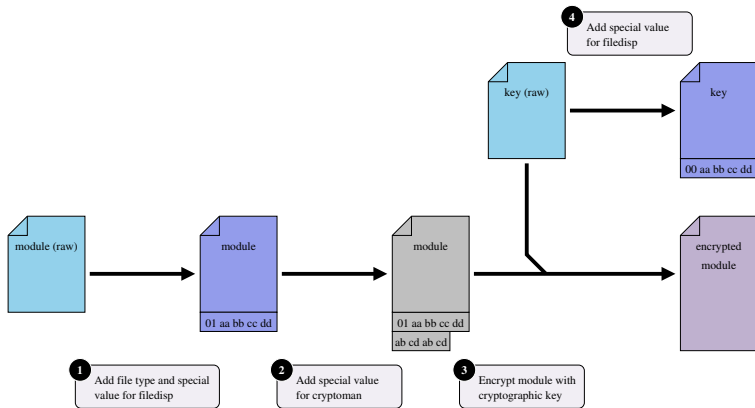 4
Add special value
for filedisp
key (raw)
key
00 aa bb cc dd
module (raw)
module
01 aa bb cc dd
module
01 aa bb cc dd
ab cd ab cd
encrypted
module
1
Add file type and special
value for filedisp
2
Add special value
for cryptoman
3
Encrypt module with
cryptographic key